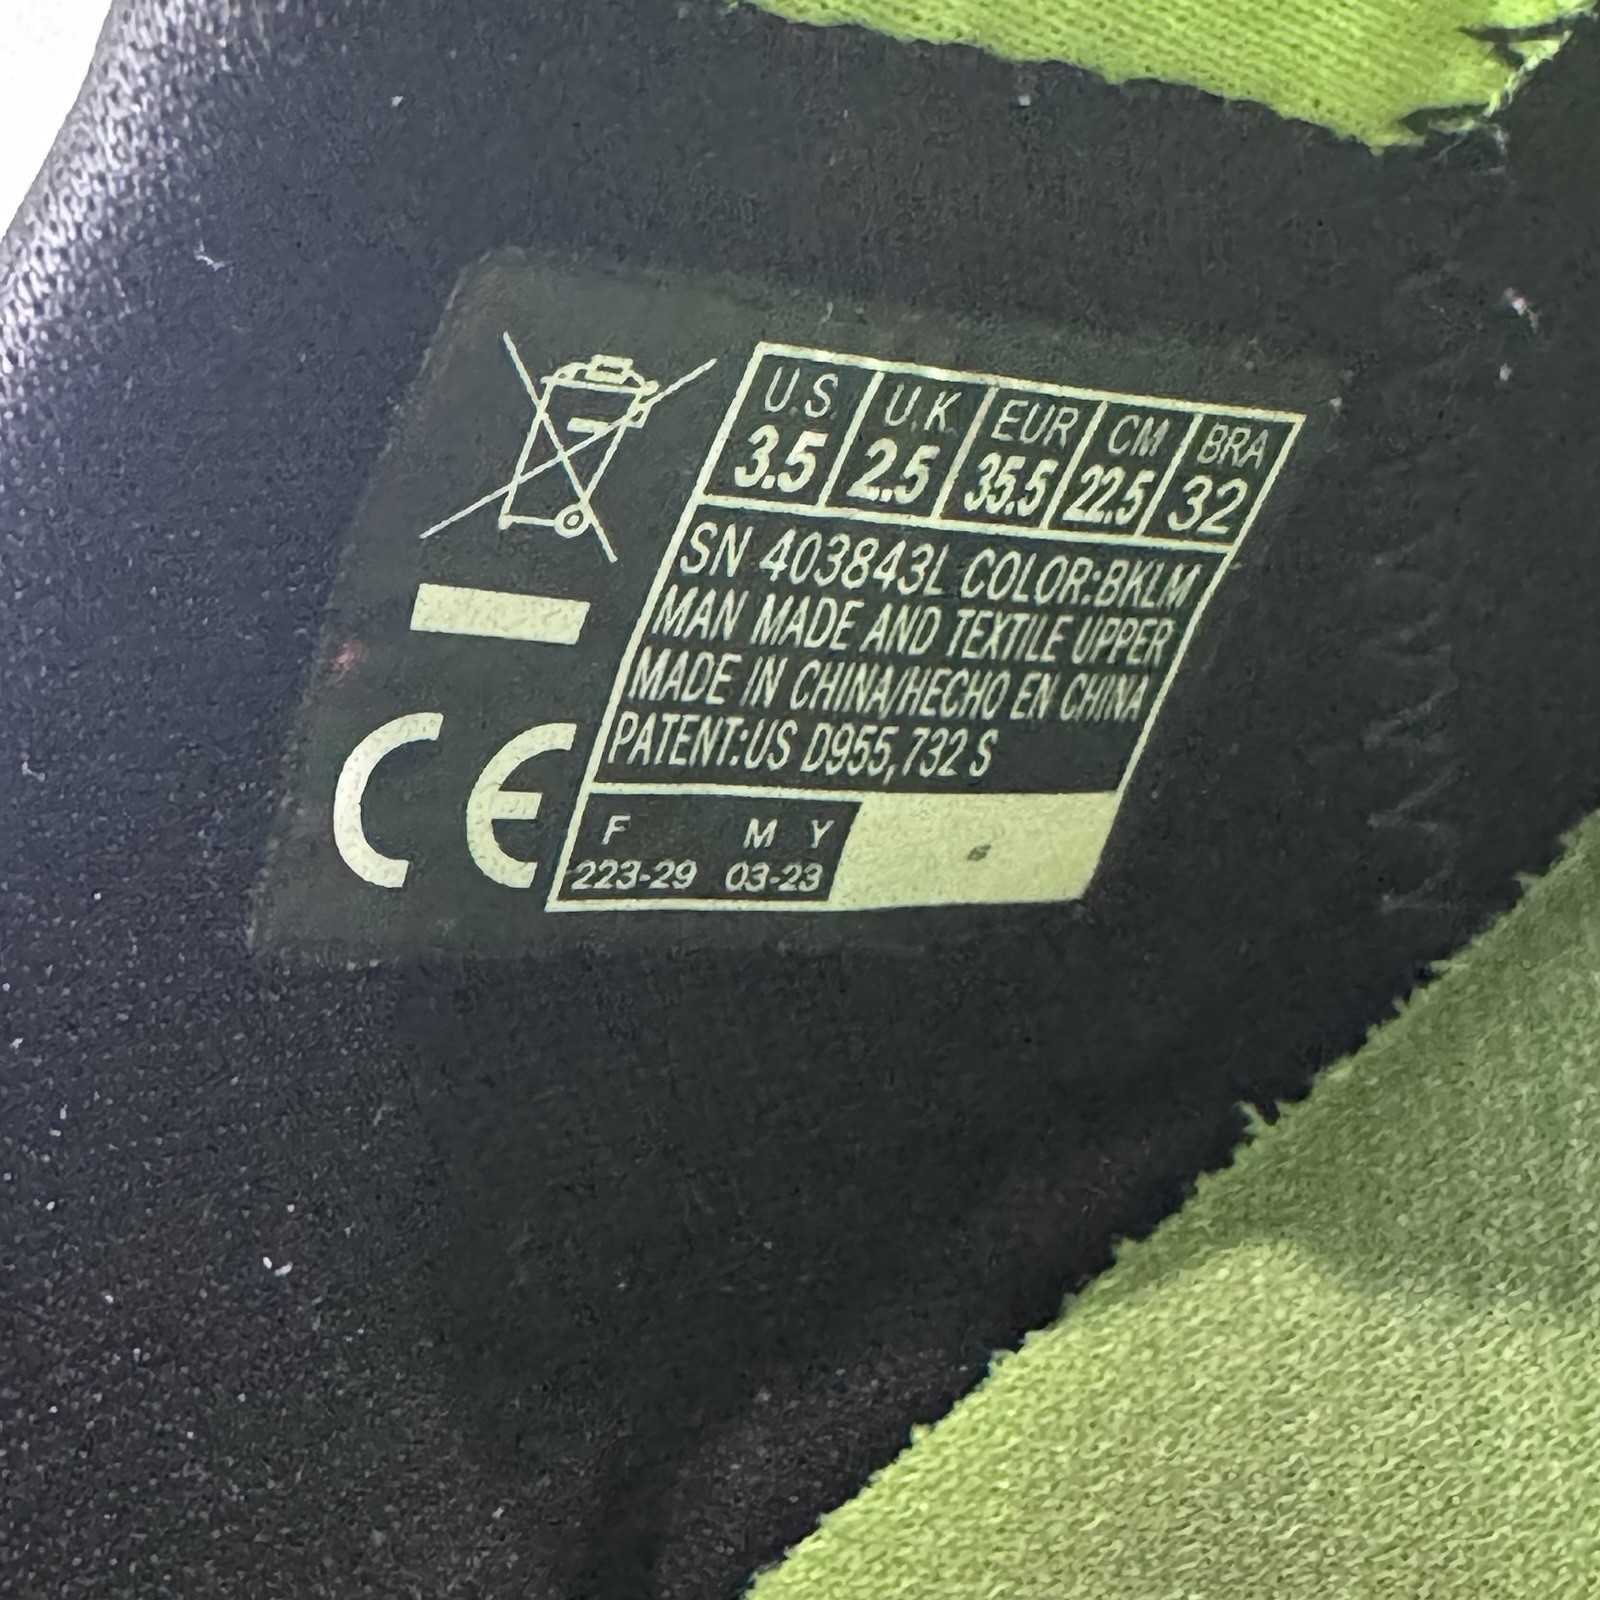 U.S. U.K. EUR CM BRA
3.5 2.5 35.5 22.5 32
SN 403843L COLOR:BKLM
MAN MADE AND TEXTILE UPPER
MADE IN CHINA/HECHO EN CHINA
PATENT:US D955,732 S
F M Y
223-29 03-23
CE